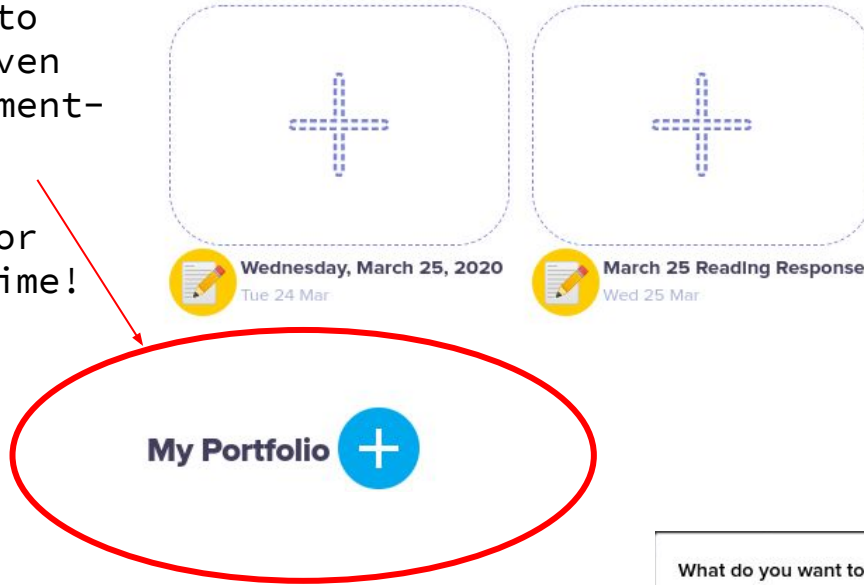 to
ven
ment-
or
ime!
Wednesday, March 25, 2020
Tue 24 Mar
March 25 Reading Response
Wed 25 Mar
My Portfolio
What do you want to